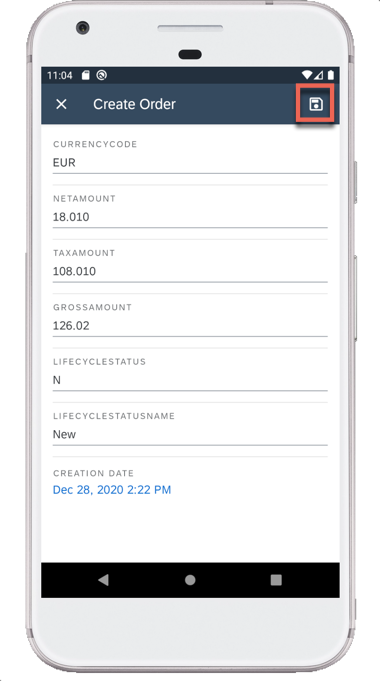 11:04
Create Order
CURRENCYCODE
EUR
NETAMOUNT
18.010
TAXAMOUNT
108.010
GROSSAMOUNT
126.02
LIFECYCLESTATUS
N
LIFECYCLESTATUSNAME
New
CREATION DATE
Dec 28, 2020 2:22 PM